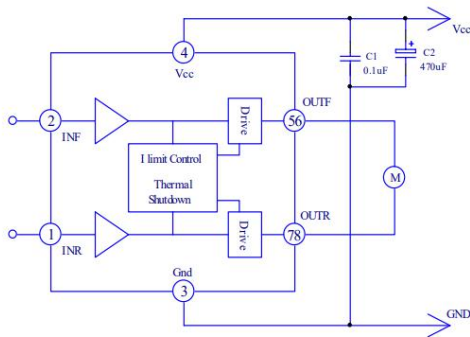 4
Vcc
Vcc
C1
0.1uF
C2
+
470uF
2
INF
Drive
OUTF
56
I limit Control
Thermal
Shutdown
M
1
INR
Drive
OUTR
78
Gnd
3
GND